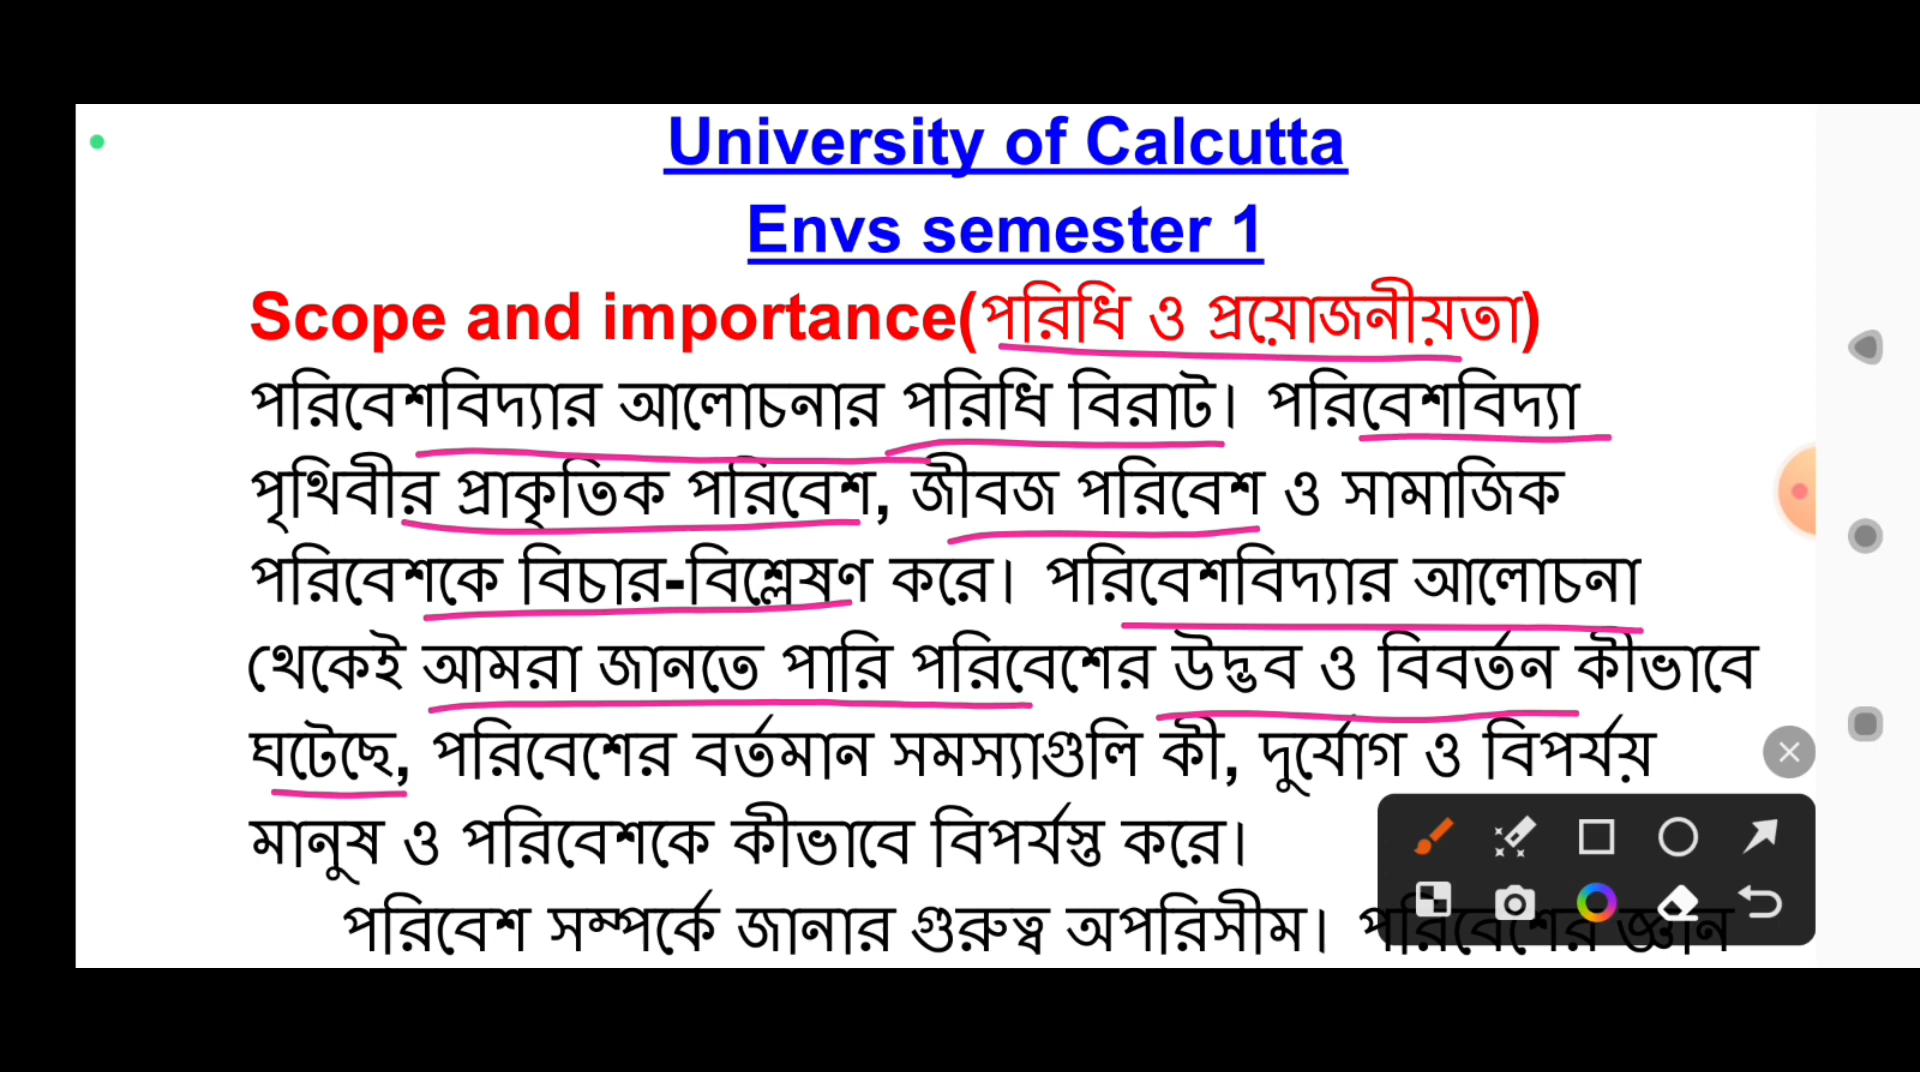 University of Calcutta
Envs semester 1
Scope and importance(পরিধি ও প্রয়োজনীয়তা)
পরিবেশবিদ্যার আলোচনার পরিধি বিরাট। পরিবেশবিদ্যা
পৃথিবীর প্রাকৃতিক পরিবেশ, জীবজ পরিবেশ ও সামাজিক
পরিবেশকে বিচার-বিশ্লেষণ করে। পরিবেশবিদ্যার আলোচনা
থেকেই আমরা জানতে পারি পরিবেশের উদ্ভব ও বিবর্তন কীভাবে
ঘটেছে, পরিবেশের বর্তমান সমস্যাগুলি কী, দুর্যোগ ও বিপর্যয়
মানুষ ও পরিবেশকে কীভাবে বিপর্যস্ত করে।
পরিবেশ সম্পর্কে জানার গুরুত্ব অপরিসীম। পরিবেশের জ্ঞান